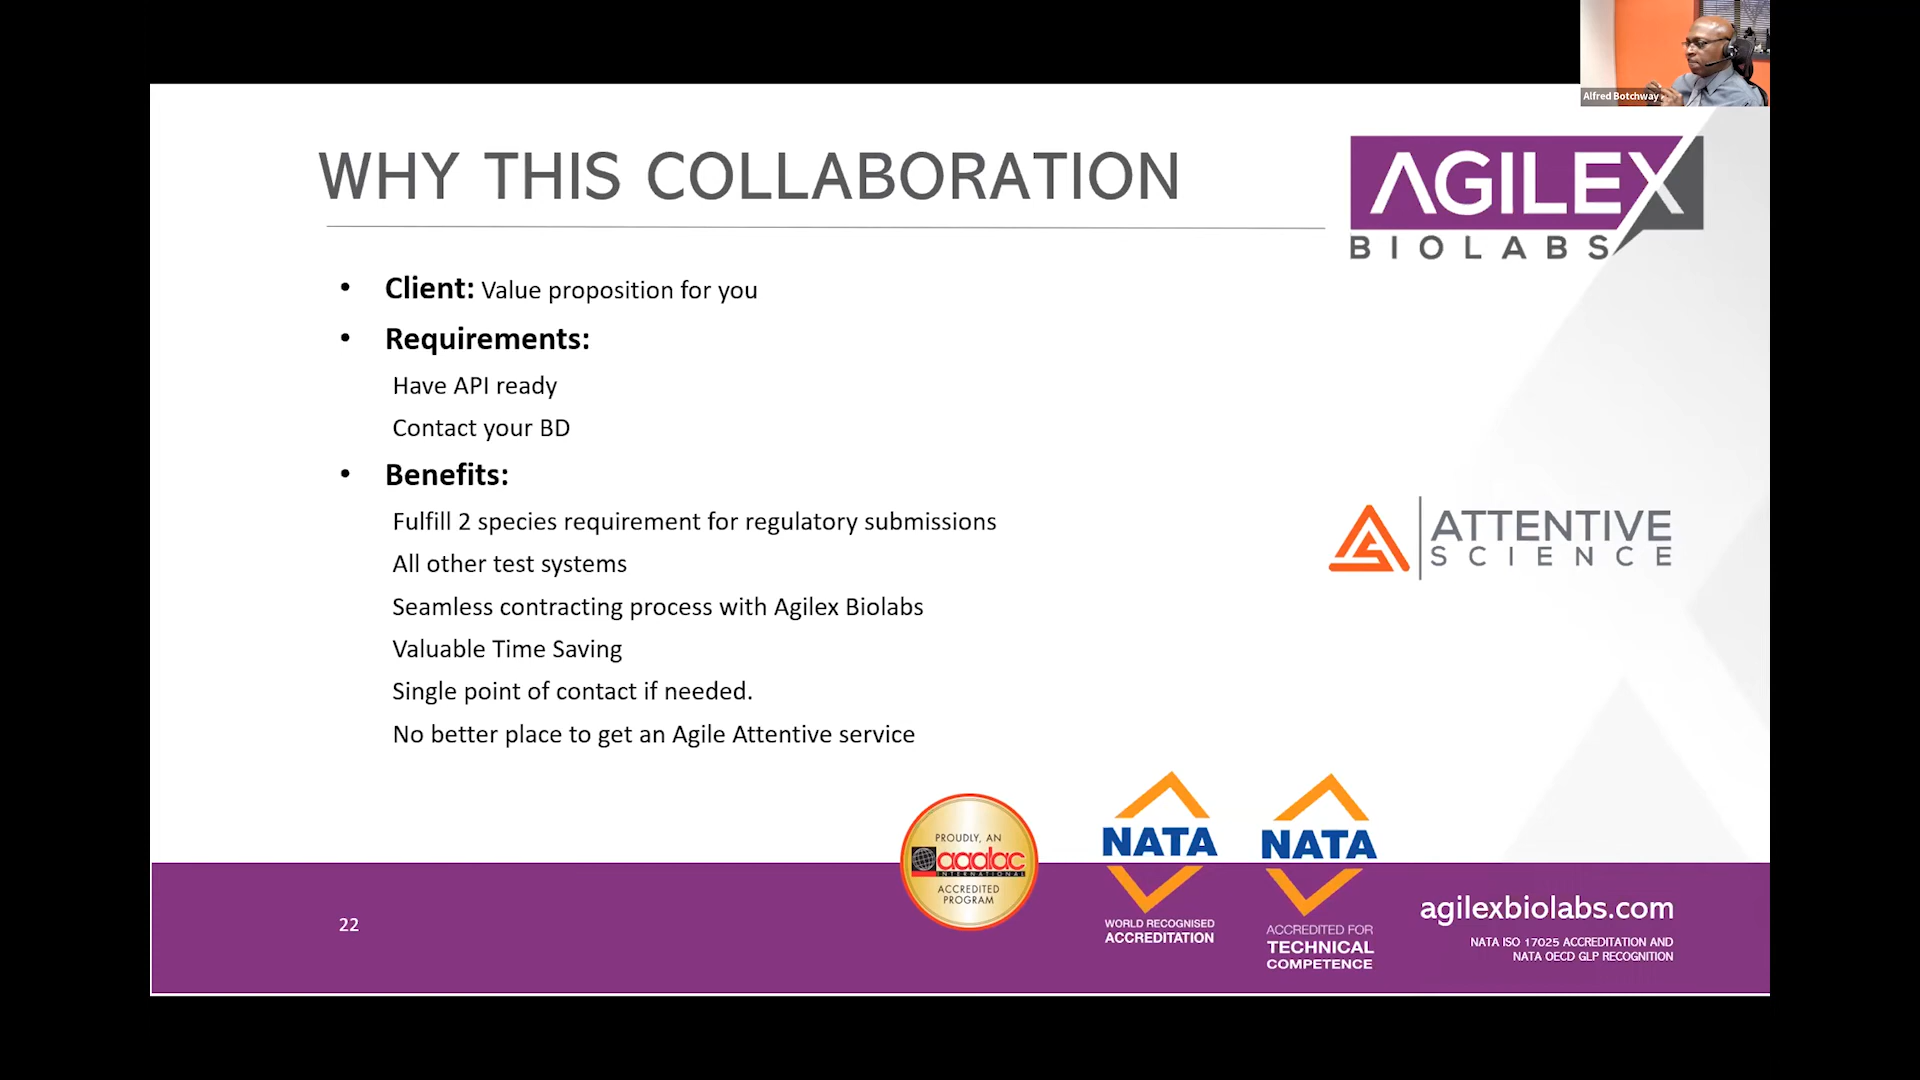 Alfred Botchway
WHY THIS COLLABORATION
AGILEX
BIOLABS
• Client: Value proposition for you
• Requirements:
Have API ready
Contact your BD
• Benefits:
Fulfill 2 species requirement for regulatory submissions
All other test systems
Seamless contracting process with Agilex Biolabs
Valuable Time Saving
Single point of contact if needed.
No better place to get an Agile Attentive service
ATTENTIVE
SCIENCE
PROUDLY, AN
aaalac
INTERNATIONAL
ACCREDITED
PROGRAM
NATA
WORLD RECOGNISED
ACCREDITATION
NATA
ACCREDITED FOR
TECHNICAL
COMPETENCE
agilexbiolabs.com
NATA ISO 17025 ACCREDITATION AND
NATA OECD GLP RECOGNITION
22